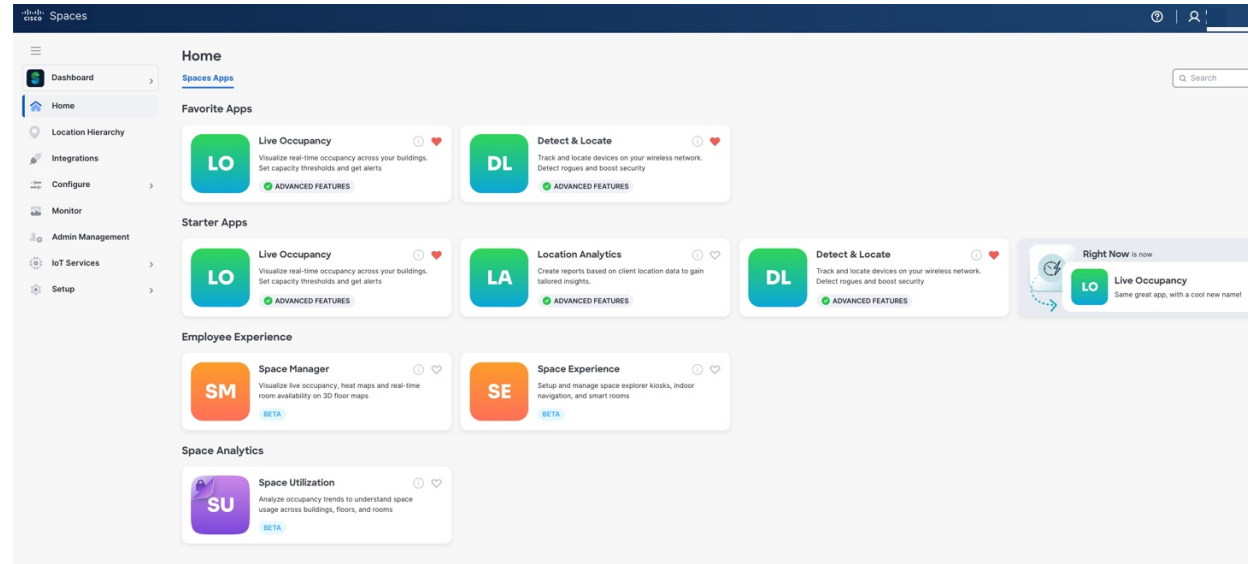 CISCO Spaces
Dashboard
Home
Location Hierarchy
Integrations
Configure
Monitor
Admin Management
IoT Services
Setup
Home
Spaces Apps
Search
Favorite Apps
LO
Live Occupancy
Visualize real-time occupancy across your buildings.
Set capacity thresholds and get alerts
ADVANCED FEATURES
DL
Detect & Locate
Track and locate devices on your wireless network.
Detect rogues and boost security
ADVANCED FEATURES
Starter Apps
LO
Live Occupancy
Visualize real-time occupancy across your buildings.
Set capacity thresholds and get alerts
ADVANCED FEATURES
LA
Location Analytics
Create reports based on client location data to gain
tailored insights.
ADVANCED FEATURES
DL
Detect & Locate
Track and locate devices on your wireless network.
Detect rogues and boost security
ADVANCED FEATURES
Right Now is now
LO
Live Occupancy
Same great app, with a cool new name!
Employee Experience
SM
Space Manager
Visualize live occupancy, heat maps and real-time
room availability on 3D floor maps
BETA
SE
Space Experience
Setup and manage space explorer kiosks, indoor
navigation, and smart rooms
BETA
Space Analytics
SU
Space Utilization
Analyze occupancy trends to understand space
usage across buildings, floors, and rooms
BETA